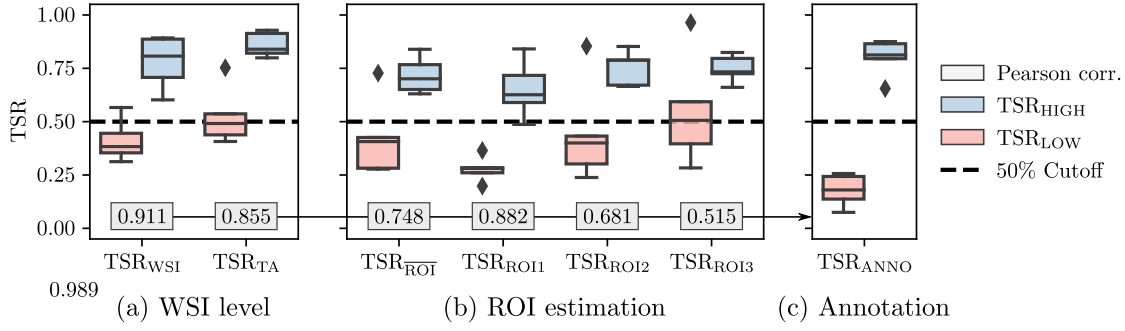 TSR
1.00
0.75
0.50
0.25
0.00
0.911
0.855
0.748
0.882
0.681
0.515
TSR_WSI
TSR_TA
TSR_R̅O̅I̅
TSR_ROI1
TSR_ROI2
TSR_ROI3
TSR_ANNO
0.989
(a) WSI level
(b) ROI estimation
(c) Annotation
Pearson corr.
TSR_HIGH
TSR_LOW
50% Cutoff